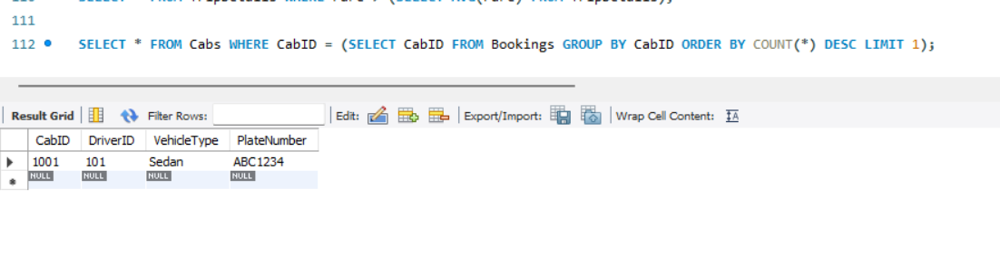 111
112 SELECT * FROM Cabs WHERE CabID = (SELECT CabID FROM Bookings GROUP BY CabID ORDER BY COUNT(*) DESC LIMIT 1);
Result Grid Filter Rows: Edit: Export/Import: Wrap Cell Content: IA
CabID DriverID VehicleType PlateNumber
1001 101 Sedan ABC1234
NULL NULL NULL NULL